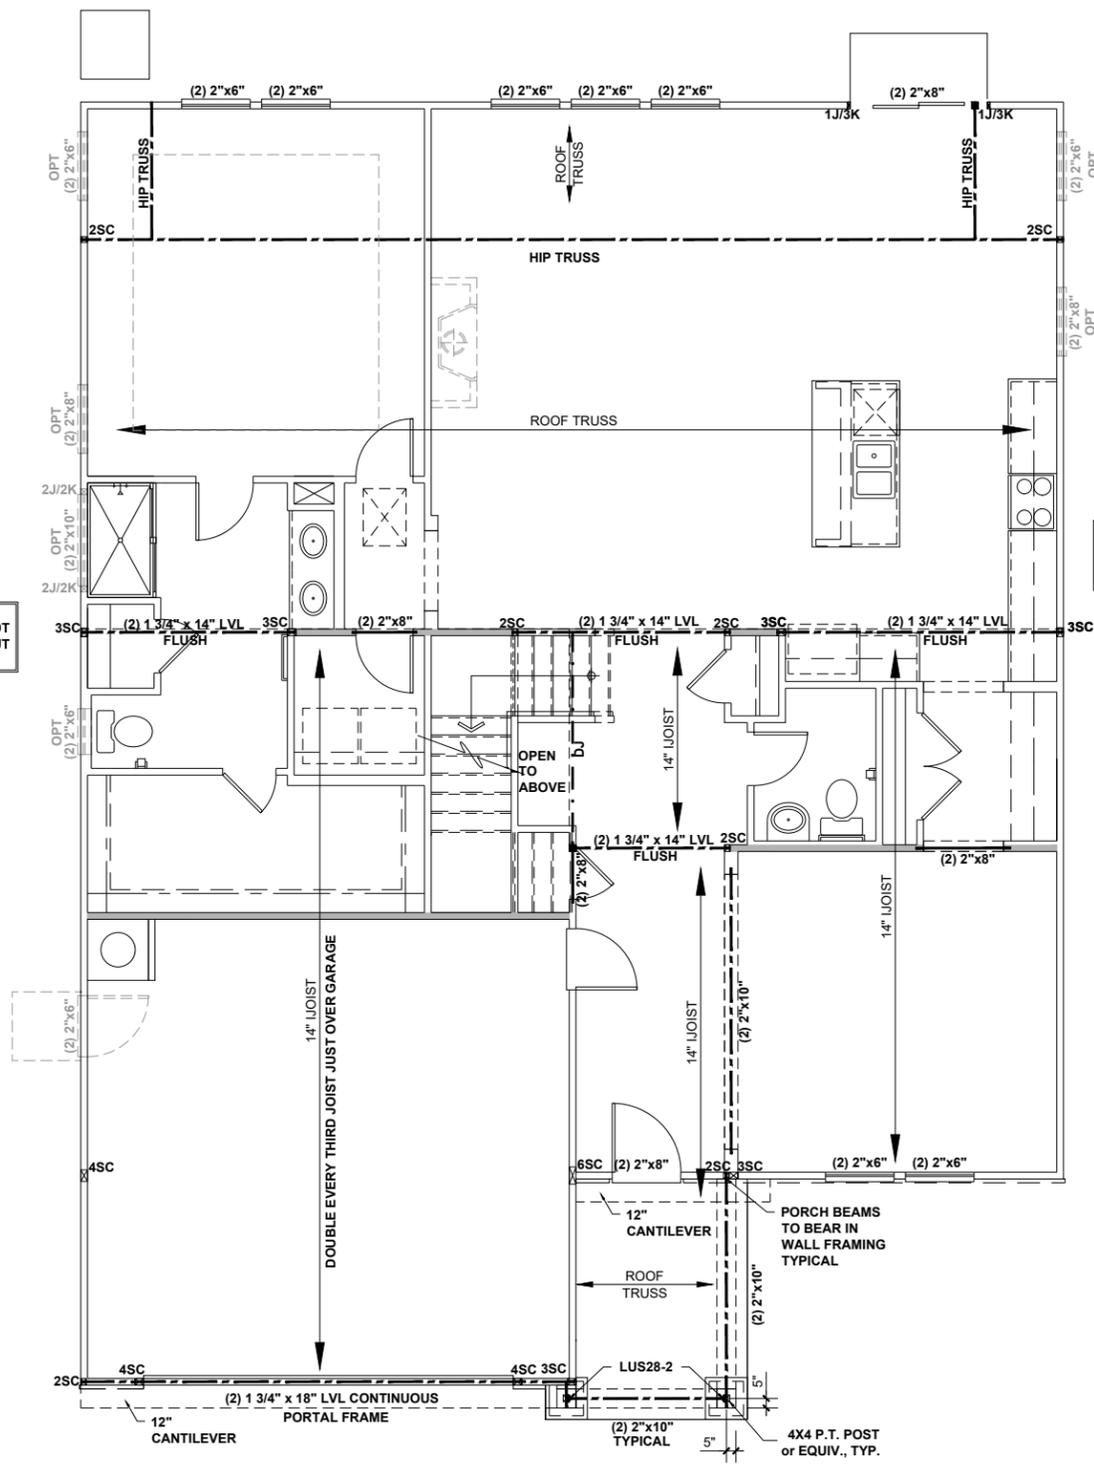 (2) 2"x6"
(2) 2"x6"
(2) 2"x6"
(2) 2"x6"
(2) 2"x6"
(2) 2"x8"
1J/3K
1J/3K
OPT
(2) 2"x6"
HIP TRUSS
ROOF
TRUSS
HIP TRUSS
(2) 2"x6"
OPT
2SC
2SC
HIP TRUSS
(2) 2"x8"
OPT
OPT
(2) 2"x8"
ROOF TRUSS
2J/2K
OPT
(2) 2"x10"
2J/2K
3SC
(2) 1 3/4" x 14" LVL
FLUSH
3SC
(2) 2"x8"
2SC
(2) 1 3/4" x 14" LVL
FLUSH
2SC
3SC
(2) 1 3/4" x 14" LVL
FLUSH
3SC
OPT
(2) 2"x6"
DJ
14" IJOIST
OPEN
TO
ABOVE
(2) 1 3/4" x 14" LVL
FLUSH
2SC
(2) 2"x8"
(2) 2"x8"
14" IJOIST
14" IJOIST
DOUBLE EVERY THIRD JOIST JUST OVER GARAGE
14" IJOIST
(2) 2"x10"
(2) 2"x6"
4SC
6SC
(2) 2"x8"
2SC
3SC
(2) 2"x6"
(2) 2"x6"
12"
CANTILEVER
PORCH BEAMS
TO BEAR IN
WALL FRAMING
TYPICAL
ROOF
TRUSS
(2) 2"x10"
2SC
4SC
4SC
3SC
LUS28-2
5"
(2) 1 3/4" x 18" LVL CONTINUOUS
PORTAL FRAME
12"
CANTILEVER
(2) 2"x10"
TYPICAL
5"
4X4 P.T. POST
or EQUIV., TYP.